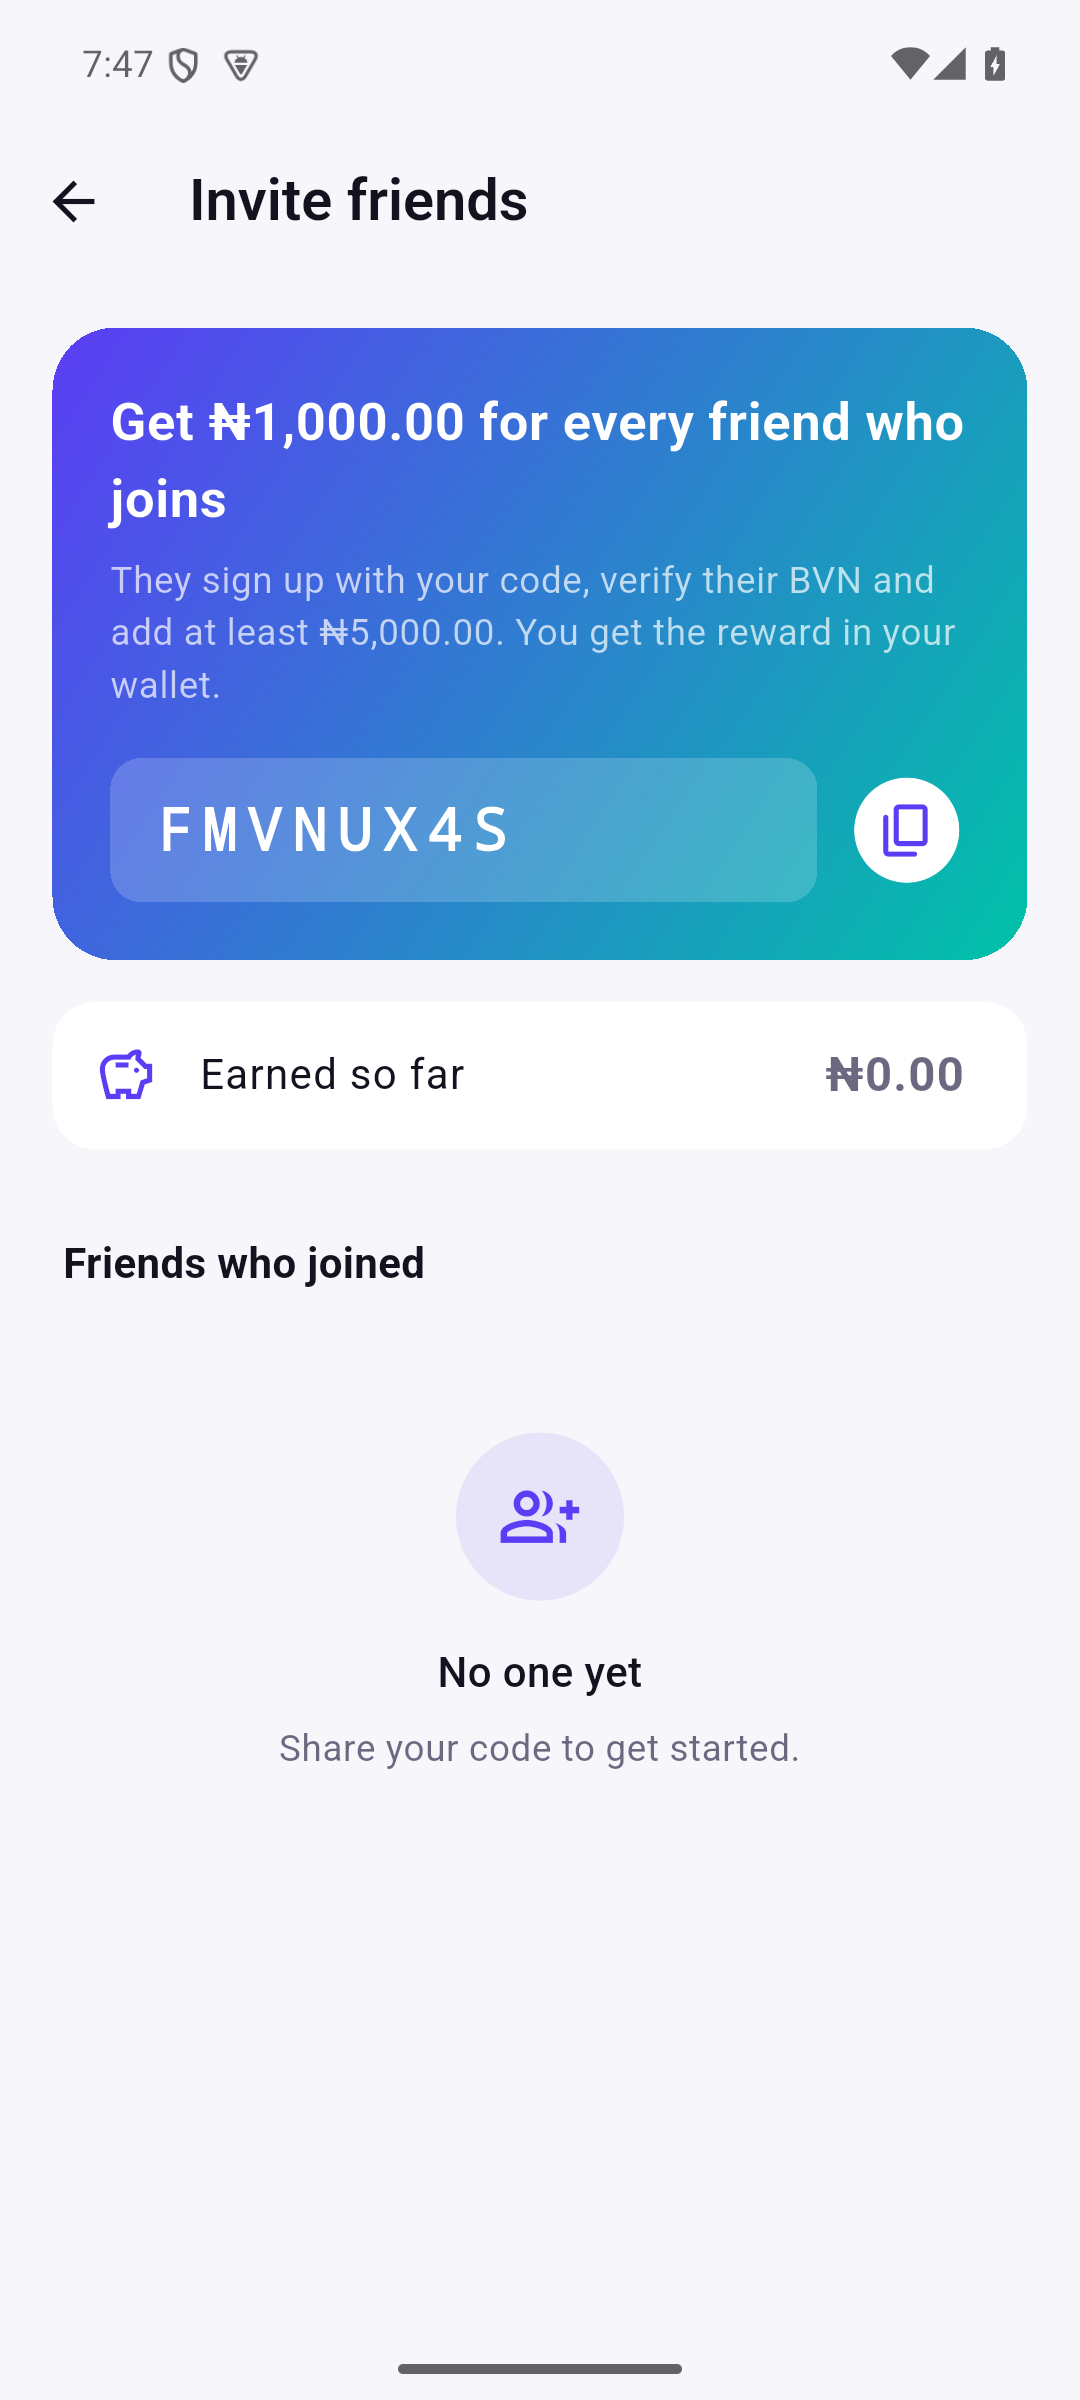 7:47
Invite friends
Get ₦1,000.00 for every friend who
joins
They sign up with your code, verify their BVN and
add at least ₦5,000.00. You get the reward in your
wallet.
FMVNUX4S
Earned so far ₦0.00
Friends who joined
No one yet
Share your code to get started.